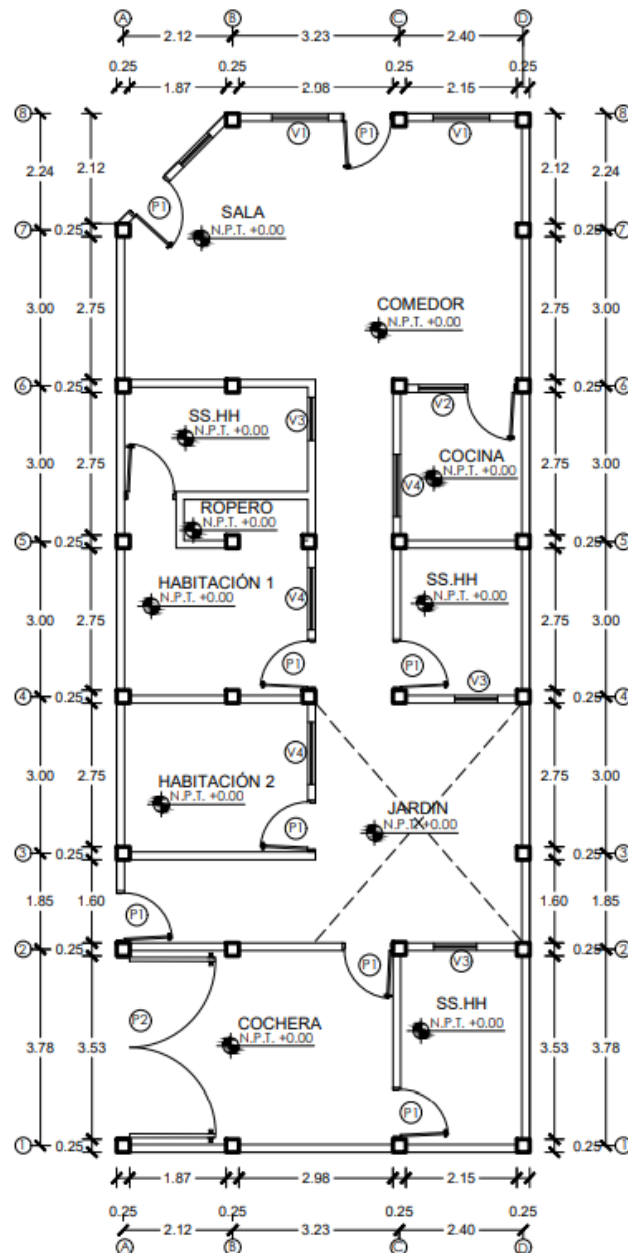 A B C D
2.12 3.23 2.40
0.25 0.25 0.25 0.25
1.87 2.98 2.15
8 8
V1 P1 V1
2.24 2.12 2.12 2.24
P1
SALA
N.P.T. +0.00
7 0.25 0.25 7
COMEDOR
N.P.T. +0.00
3.00 2.75 2.75 3.00
6 0.25 0.25 6
V2
SS.HH
N.P.T. +0.00
V3
COCINA
N.P.T. +0.00
V4
3.00 2.75 2.75 3.00
ROPERO
N.P.T. +0.00
5 0.25 0.25 5
HABITACIÓN 1
N.P.T. +0.00
V4
SS.HH
N.P.T. +0.00
3.00 2.75 2.75 3.00
P1 P1
V3
4 0.25 0.25 4
V4
HABITACIÓN 2
N.P.T. +0.00
3.00 2.75 2.75 3.00
JARDIN
N.P.T. +0.00
P1
3 0.25 0.25 3
1.85 1.60 1.60 1.85
P1
2 0.25 0.25 2
P1 V3
SS.HH
N.P.T. +0.00
P2
COCHERA
N.P.T. +0.00
3.78 3.53 3.53 3.78
P1
1 0.25 0.25 1
1.87 2.98 2.15
0.25 0.25 0.25 0.25
2.12 3.23 2.40
A B C D